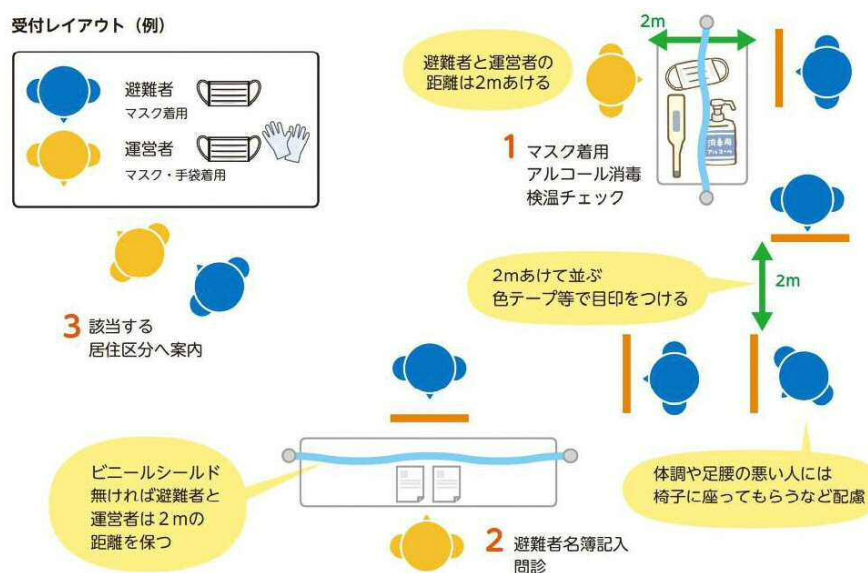 受付レイアウト（例）
避難者
マスク着用
運営者
マスク・手袋着用
避難者と運営者の
距離は2mあける
2m
消毒用
アルコール
1 マスク着用
アルコール消毒
検温チェック
2mあけて並ぶ
色テープ等で目印をつける
2m
3 該当する
居住区分へ案内
ビニールシールド
無ければ避難者と
運営者は２mの
距離を保つ
体調や足腰の悪い人には
椅子に座ってもらうなど配慮
2 避難者名簿記入
問診